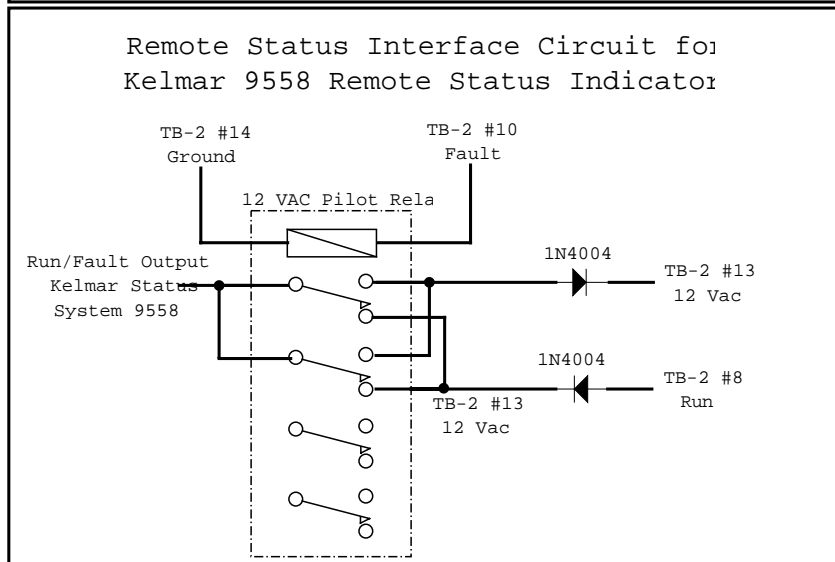 Remote Status Interface Circuit for
Kelmar 9558 Remote Status Indicator
TB-2 #14
Ground
TB-2 #10
Fault
12 VAC Pilot Rela
Run/Fault Output
Kelmar Status
System 9558
1N4004
TB-2 #13
12 Vac
1N4004
TB-2 #8
Run
TB-2 #13
12 Vac